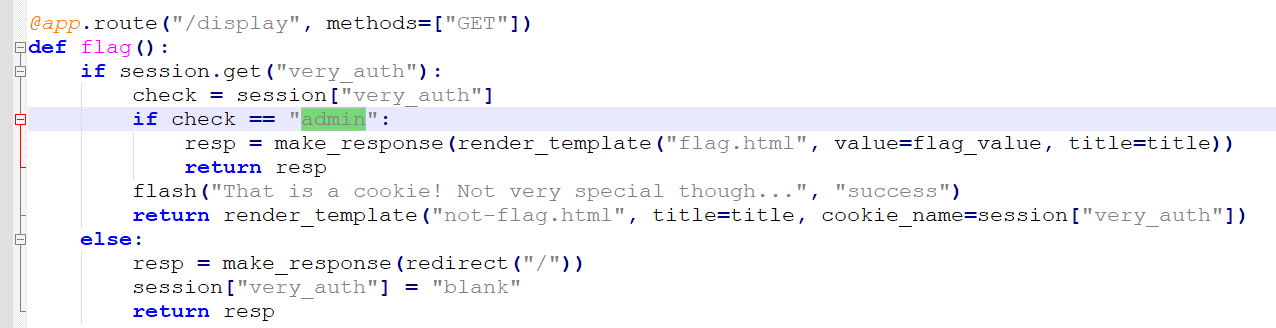 @app.route("/display", methods=["GET"])
def flag():
    if session.get("very_auth"):
        check = session["very_auth"]
        if check == "admin":
            resp = make_response(render_template("flag.html", value=flag_value, title=title))
            return resp
        flash("That is a cookie! Not very special though...", "success")
        return render_template("not-flag.html", title=title, cookie_name=session["very_auth"])
    else:
        resp = make_response(redirect("/"))
        session["very_auth"] = "blank"
        return resp